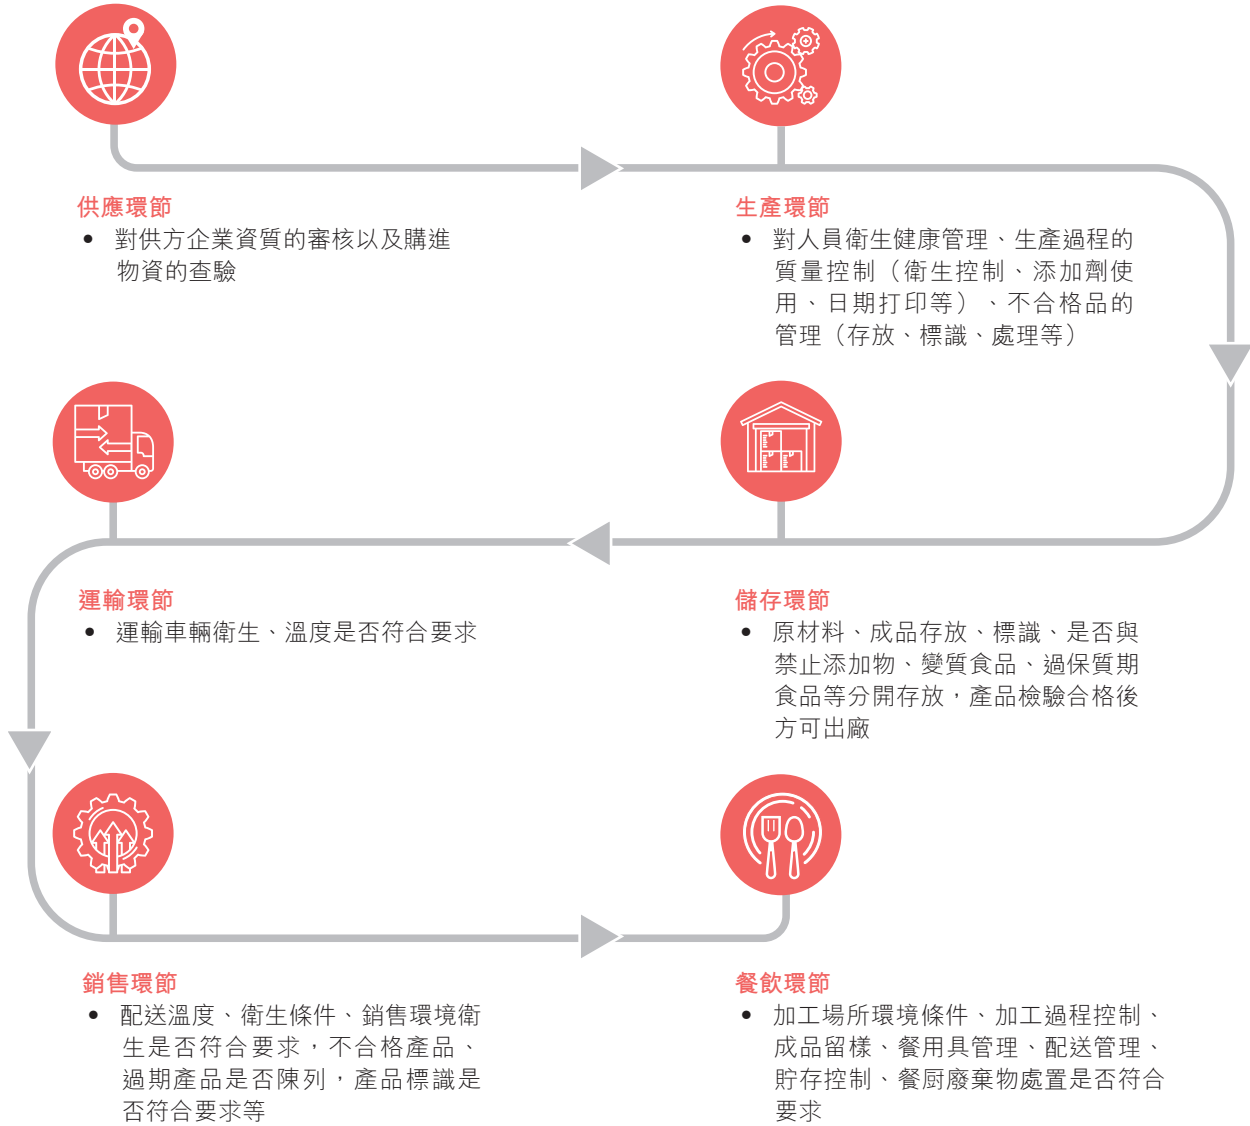 供應環節
• 對供方企業資質的審核以及購進
物資的查驗
生產環節
• 對人員衛生健康管理、生產過程的
質量控制（衛生控制、添加劑使
用、日期打印等）、不合格品的
管理（存放、標識、處理等）
運輸環節
• 運輸車輛衛生、溫度是否符合要求
儲存環節
• 原材料、成品存放、標識、是否與
禁止添加物、變質食品、過保質期
食品等分開存放，產品檢驗合格後
方可出廠
銷售環節
• 配送溫度、衛生條件、銷售環境衛
生是否符合要求，不合格產品、
過期產品是否陳列，產品標識是
否符合要求等
餐飲環節
• 加工場所環境條件、加工過程控制、
成品留樣、餐用具管理、配送管理、
貯存控制、餐厨廢棄物處置是否符合
要求